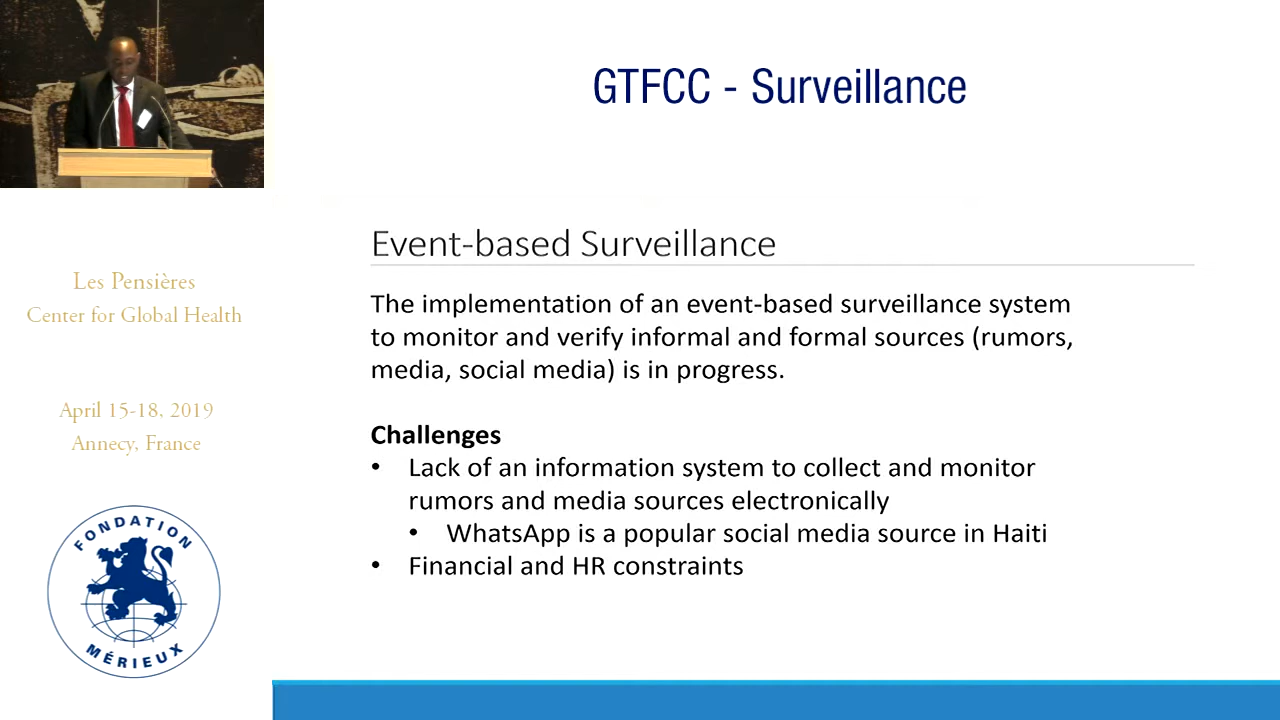 GTFCC - Surveillance
Les Pensières
Center for Global Health
April 15-18, 2019
Annecy, France
FONDATION
MÉRIEUX
Event-based Surveillance
The implementation of an event-based surveillance system
to monitor and verify informal and formal sources (rumors,
media, social media) is in progress.
Challenges
• Lack of an information system to collect and monitor
rumors and media sources electronically
• WhatsApp is a popular social media source in Haiti
• Financial and HR constraints